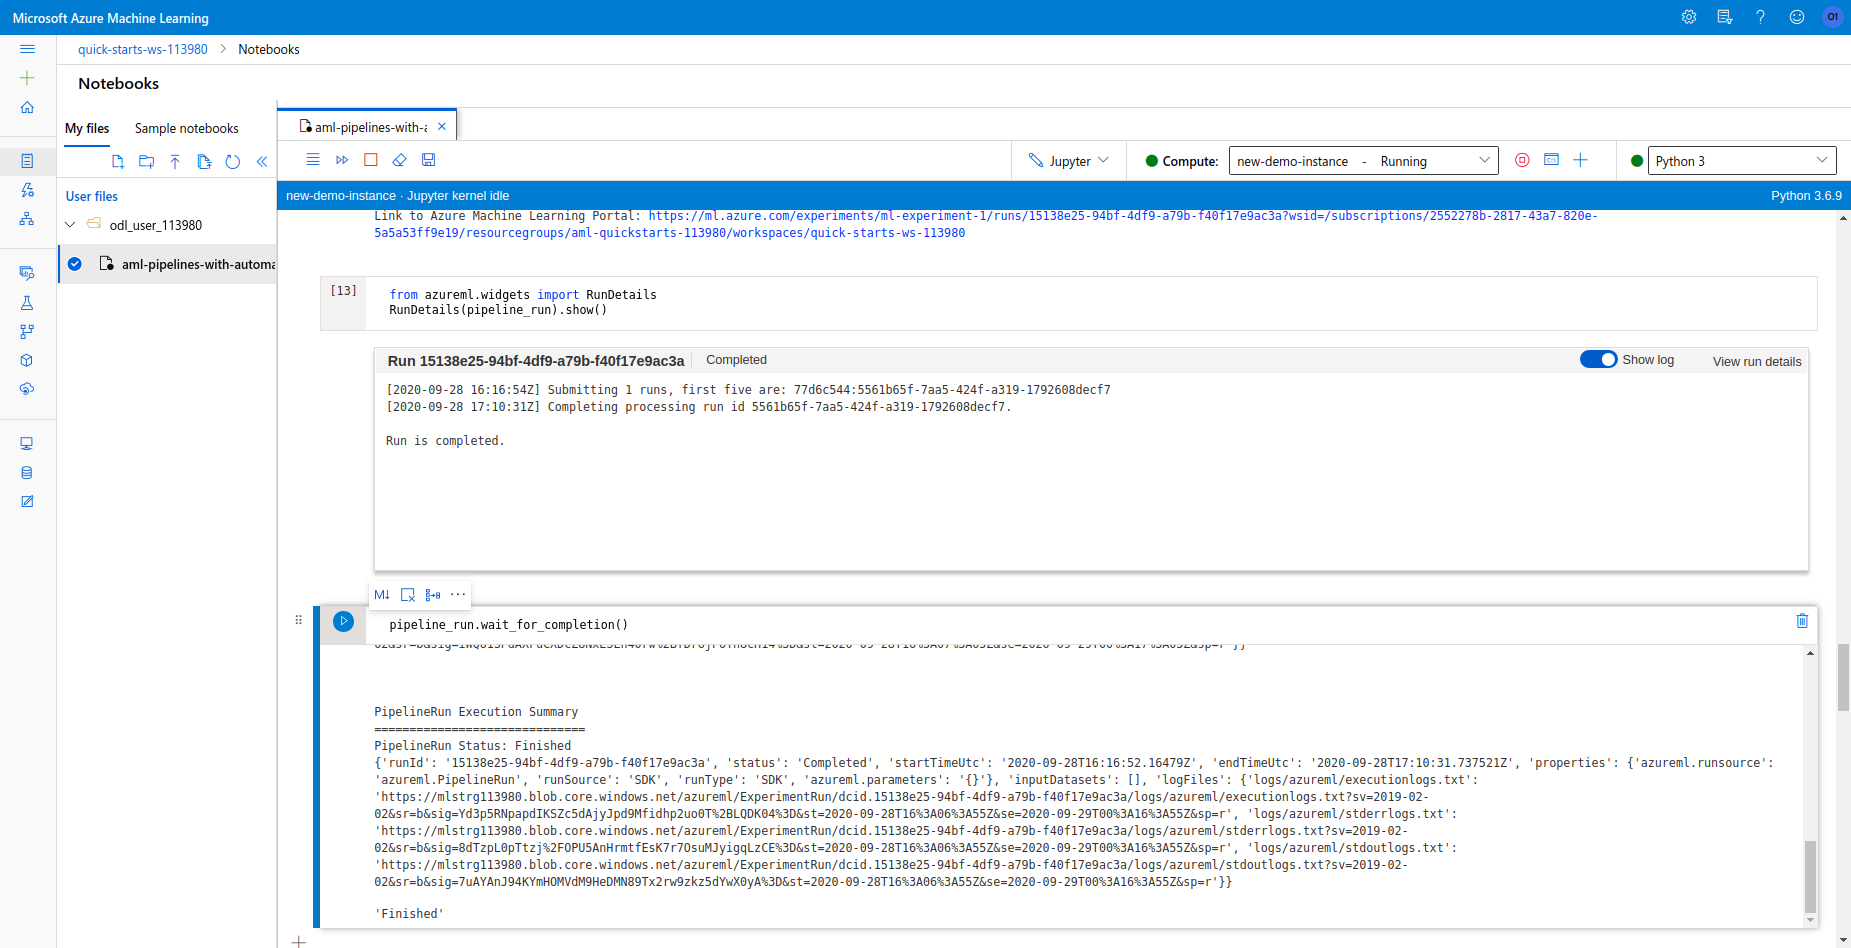 Microsoft Azure Machine Learning
O1
quick-starts-ws-113980 > Notebooks
Notebooks
My files
Sample notebooks
aml-pipelines-with-a
Jupyter
Compute:
new-demo-instance - Running
Python 3
User files
odl_user_113980
aml-pipelines-with-automa
new-demo-instance · Jupyter kernel idle
Python 3.6.9
Link to Azure Machine Learning Portal: https://ml.azure.com/experiments/ml-experiment-1/runs/15138e25-94bf-4df9-a79b-f40f17e9ac3a?wsid=/subscriptions/2552278b-2817-43a7-820e-
5a5a53ff9e19/resourcegroups/aml-quickstarts-113980/workspaces/quick-starts-ws-113980
[13]
from azureml.widgets import RunDetails
RunDetails(pipeline_run).show()
Run 15138e25-94bf-4df9-a79b-f40f17e9ac3a
Completed
Show log
View run details
[2020-09-28 16:16:54Z] Submitting 1 runs, first five are: 77d6c544:5561b65f-7aa5-424f-a319-1792608decf7
[2020-09-28 17:10:31Z] Completing processing run id 5561b65f-7aa5-424f-a319-1792608decf7.
Run is completed.
M↓
pipeline_run.wait_for_completion()
PipelineRun Execution Summary
==============================
PipelineRun Status: Finished
{'runId': '15138e25-94bf-4df9-a79b-f40f17e9ac3a', 'status': 'Completed', 'startTimeUtc': '2020-09-28T16:16:52.16479Z', 'endTimeUtc': '2020-09-28T17:10:31.737521Z', 'properties': {'azureml.runsource':
'azureml.PipelineRun', 'runSource': 'SDK', 'runType': 'SDK', 'azureml.parameters': '{}'}, 'inputDatasets': [], 'logFiles': {'logs/azureml/executionlogs.txt':
'https://mlstrg113980.blob.core.windows.net/azureml/ExperimentRun/dcid.15138e25-94bf-4df9-a79b-f40f17e9ac3a/logs/azureml/executionlogs.txt?sv=2019-02-
02&sr=b&sig=Yd3p5RNpapdIKSZc5dAjyJpd9Mfidhp2uo0T%2BLQDK04%3D&st=2020-09-28T16%3A06%3A55Z&se=2020-09-29T00%3A16%3A55Z&sp=r', 'logs/azureml/stderrlogs.txt':
'https://mlstrg113980.blob.core.windows.net/azureml/ExperimentRun/dcid.15138e25-94bf-4df9-a79b-f40f17e9ac3a/logs/azureml/stderrlogs.txt?sv=2019-02-
02&sr=b&sig=8dTzpL0pTtzj%2FOPU5AnHrmtfEsK7r7OsuMJyigqLzCE%3D&st=2020-09-28T16%3A06%3A55Z&se=2020-09-29T00%3A16%3A55Z&sp=r', 'logs/azureml/stdoutlogs.txt':
'https://mlstrg113980.blob.core.windows.net/azureml/ExperimentRun/dcid.15138e25-94bf-4df9-a79b-f40f17e9ac3a/logs/azureml/stdoutlogs.txt?sv=2019-02-
02&sr=b&sig=7uAYAnJ94KYmHOMVdM9HeDMN89Tx2rw9zkz5dYwX0yA%3D&st=2020-09-28T16%3A06%3A55Z&se=2020-09-29T00%3A16%3A55Z&sp=r'}}
'Finished'